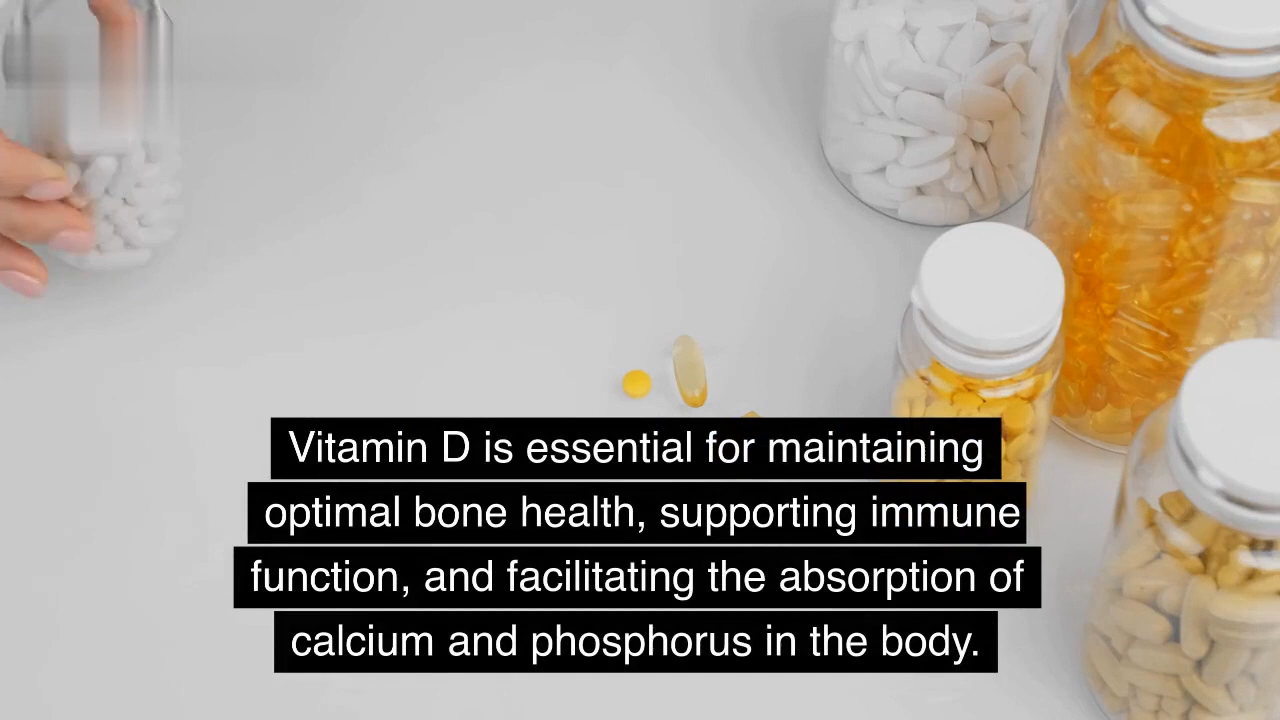 Vitamin D is essential for maintaining
optimal bone health, supporting immune
function, and facilitating the absorption of
calcium and phosphorus in the body.